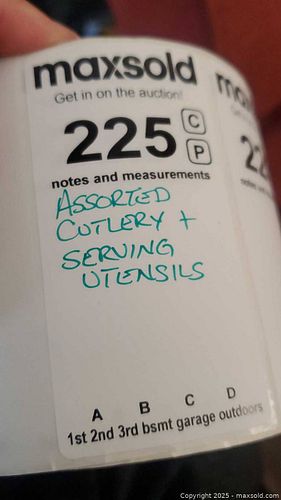 maxsold
Get in on the auction!
225 C
P
notes and measurements
ASSORTED
CUTLERY +
SERVING
UTENSILS
A B C D
1st 2nd 3rd bsmt garage outdoors
Copyright 2025 - maxsold.com